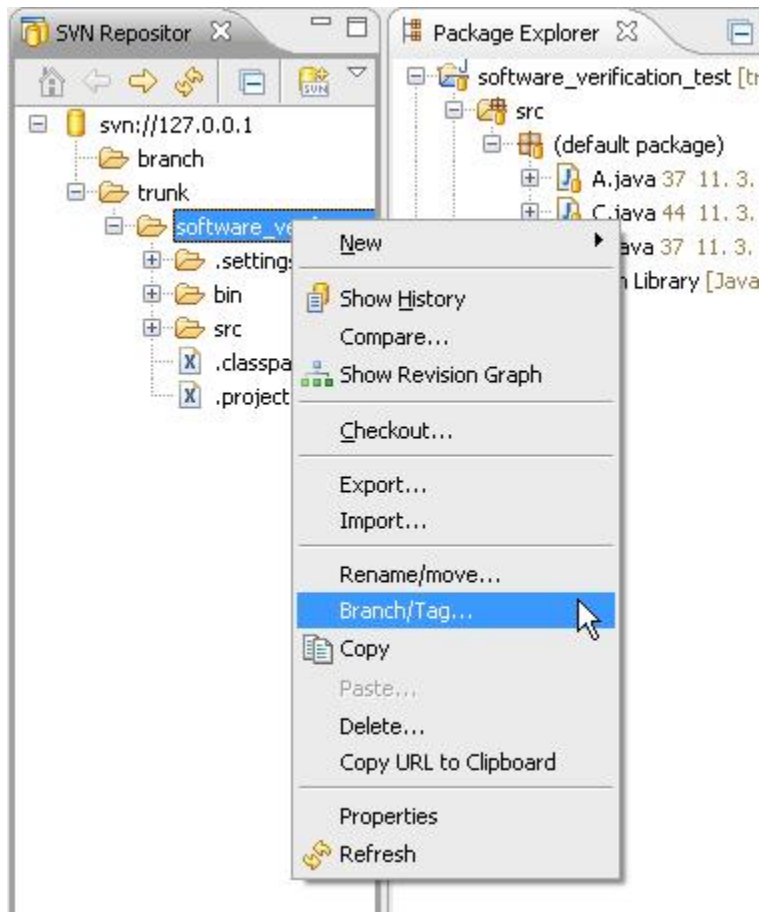 SVN Repositor
SVN
svn://127.0.0.1
branch
trunk
software_ve
.settings
bin
src
.classpa
.project
Package Explorer
software_verification_test [tr
src
(default package)
A.java 37 11. 3.
C.java 44 11. 3.
ava 37 11. 3.
Library [Java
New
Show History
Compare...
Show Revision Graph
Checkout...
Export...
Import...
Rename/move...
Branch/Tag...
Copy
Paste...
Delete...
Copy URL to Clipboard
Properties
Refresh